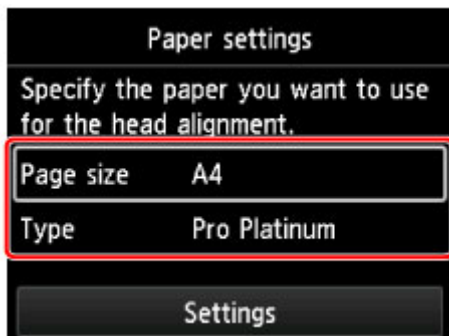 Paper settings
Specify the paper you want to use
for the head alignment.
Page size A4
Type Pro Platinum
Settings